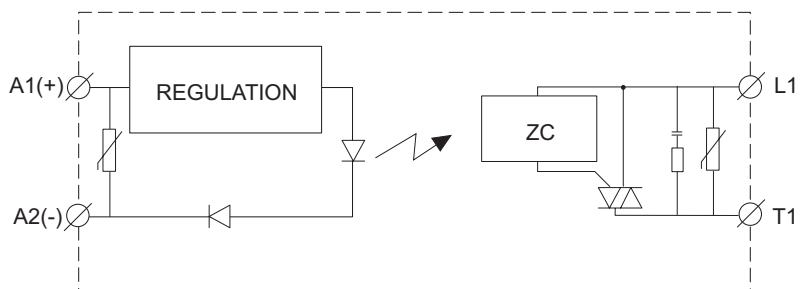 A1(+)
REGULATION
L1
ZC
A2(-)
T1